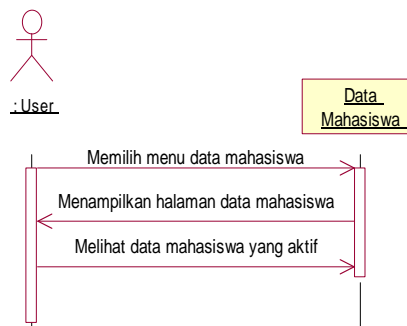 : User
Data
Mahasiswa
Memilih menu data mahasiswa
Menampilkan halaman data mahasiswa
Melihat data mahasiswa yang aktif